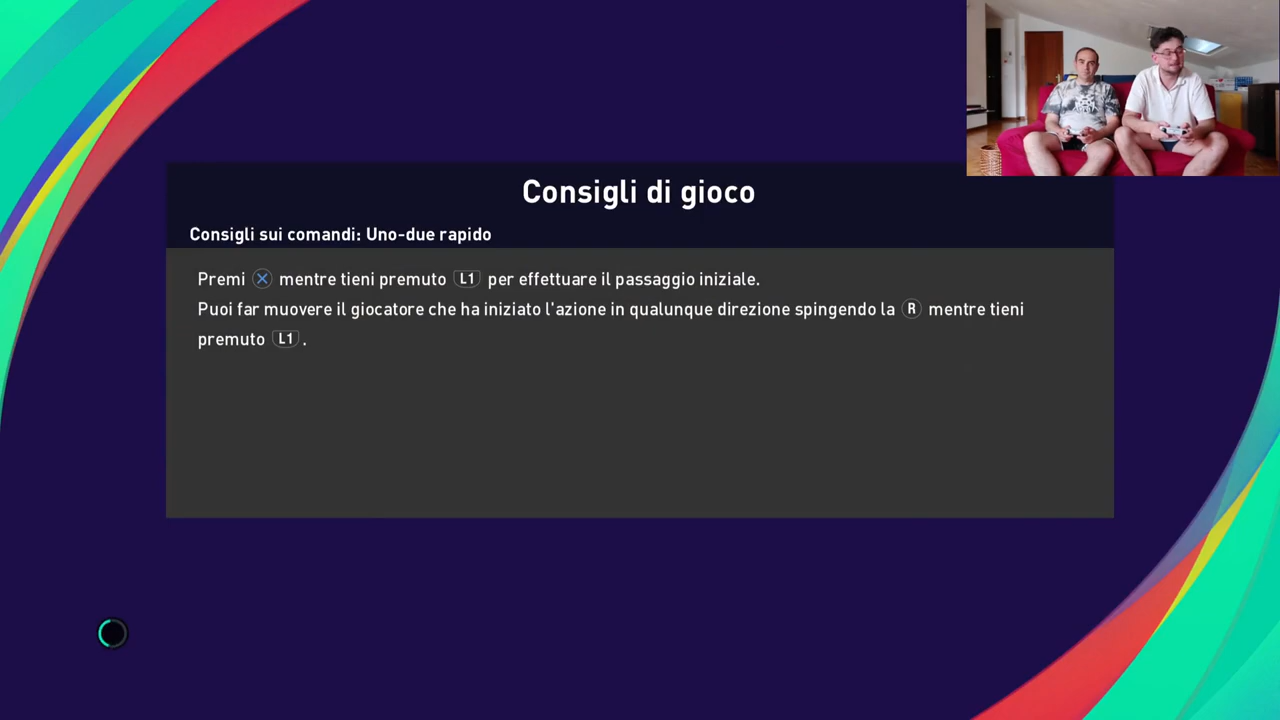 Consigli di gioco
Consigli sui comandi: Uno-due rapido
Premi ⓧ mentre tieni premuto L1 per effettuare il passaggio iniziale.
Puoi far muovere il giocatore che ha iniziato l'azione in qualunque direzione spingendo la R mentre tieni
premuto L1 .